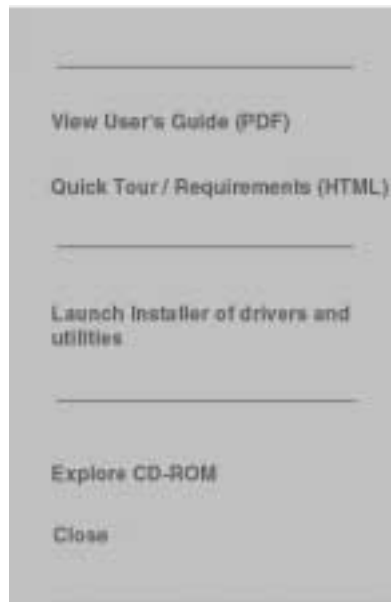 View User's Guide (PDF)
Quick Tour / Requirements (HTML)
Launch Installer of drivers and
utilities
Explore CD-ROM
Close